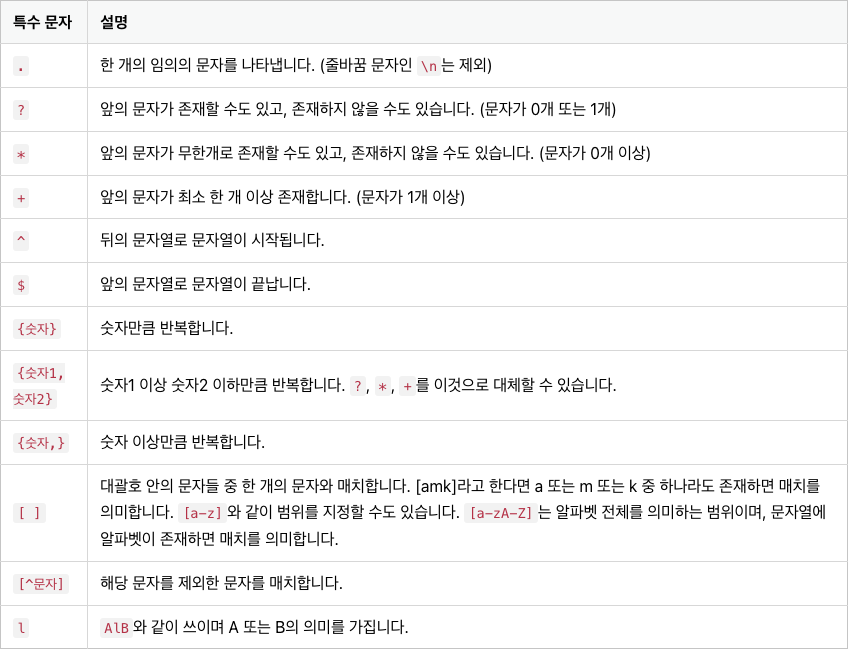 특수 문자 설명
. 한 개의 임의의 문자를 나타냅니다. (줄바꿈 문자인 \n는 제외)
? 앞의 문자가 존재할 수도 있고, 존재하지 않을 수도 있습니다. (문자가 0개 또는 1개)
* 앞의 문자가 무한개로 존재할 수도 있고, 존재하지 않을 수도 있습니다. (문자가 0개 이상)
+ 앞의 문자가 최소 한 개 이상 존재합니다. (문자가 1개 이상)
^ 뒤의 문자열로 문자열이 시작됩니다.
$ 앞의 문자열로 문자열이 끝납니다.
{숫자} 숫자만큼 반복합니다.
{숫자1,
숫자2}
숫자1 이상 숫자2 이하만큼 반복합니다. ?, *, +를 이것으로 대체할 수 있습니다.
{숫자,} 숫자 이상만큼 반복합니다.
[ ]
대괄호 안의 문자들 중 한 개의 문자와 매치합니다. [amk]라고 한다면 a 또는 m 또는 k 중 하나라도 존재하면 매치를
의미합니다. [a-z]와 같이 범위를 지정할 수도 있습니다. [a-zA-Z]는 알파벳 전체를 의미하는 범위이며, 문자열에
알파벳이 존재하면 매치를 의미합니다.
[^문자] 해당 문자를 제외한 문자를 매치합니다.
l AlB와 같이 쓰이며 A 또는 B의 의미를 가집니다.